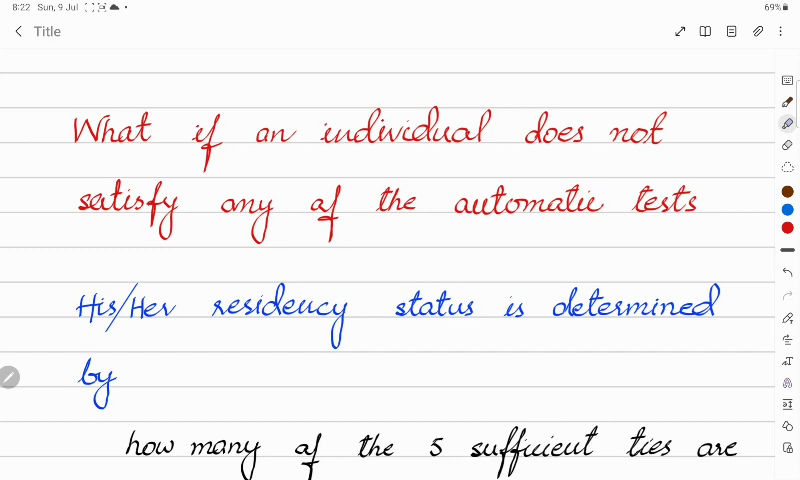 8:22 Sun, 9 Jul 69%
Title
What if an individual does not
satisfy any of the automatic tests
His/Her residency status is determined
by
how many of the 5 sufficient ties are